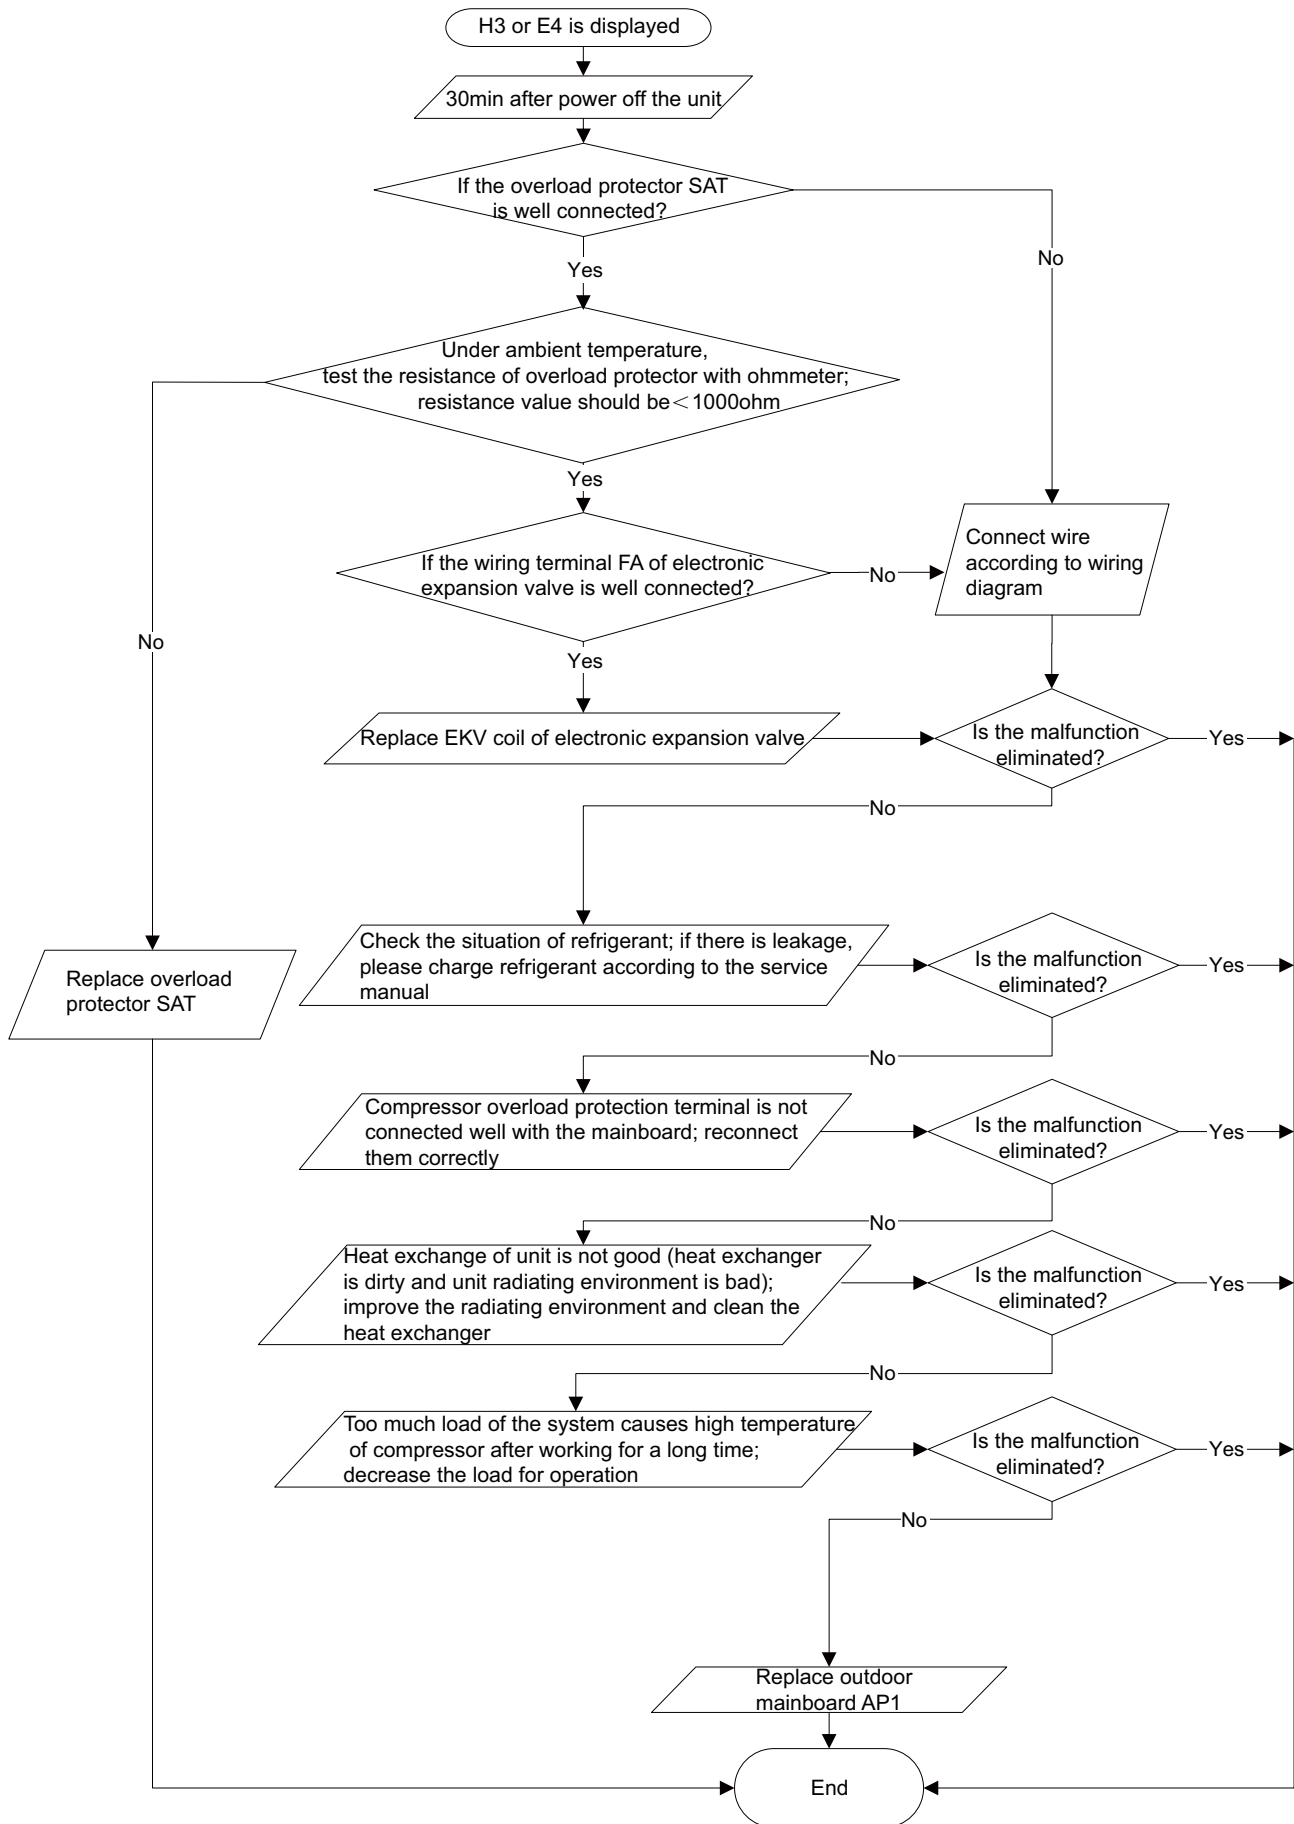 H3 or E4 is displayed
30min after power off the unit
If the overload protector SAT
is well connected?
No
Yes
Under ambient temperature,
test the resistance of overload protector with ohmmeter;
resistance value should be＜1000ohm
Yes
If the wiring terminal FA of electronic
expansion valve is well connected?
No
Connect wire
according to wiring
diagram
No
Yes
Replace EKV coil of electronic expansion valve
Is the malfunction
eliminated?
Yes
No
Check the situation of refrigerant; if there is leakage,
please charge refrigerant according to the service
manual
Is the malfunction
eliminated?
Yes
Replace overload
protector SAT
No
Compressor overload protection terminal is not
connected well with the mainboard; reconnect
them correctly
Is the malfunction
eliminated?
Yes
No
Heat exchange of unit is not good (heat exchanger
is dirty and unit radiating environment is bad);
improve the radiating environment and clean the
heat exchanger
Is the malfunction
eliminated?
Yes
No
Too much load of the system causes high temperature
of compressor after working for a long time;
decrease the load for operation
Is the malfunction
eliminated?
Yes
No
Replace outdoor
mainboard AP1
End